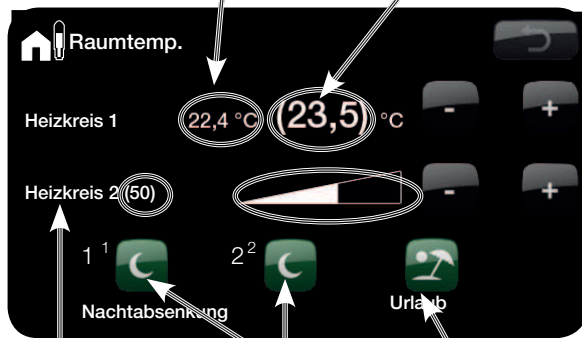 Raumtemp.
Heizkreis 1 22,4 °C (23,5) °C - +
Heizkreis 2 (50) - +
1 1 2 2
Nachtabsenkung Urlaub